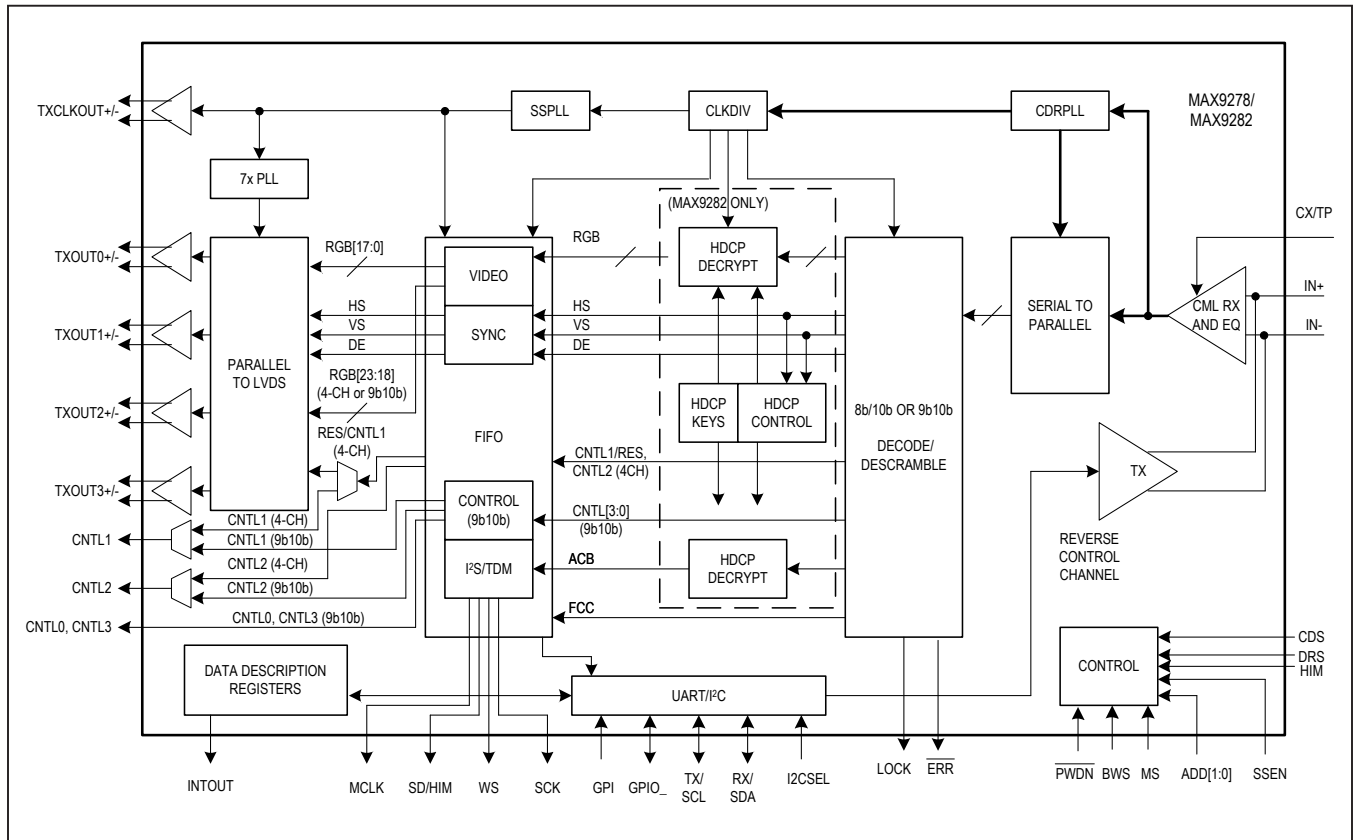 MAX9278/
MAX9282
TXCLKOUT+/-
SSPLL
CLKDIV
CDRPLL
7x PLL
(MAX9282 ONLY)
CX/TP
TXOUT0+/-
RGB[17:0]
VIDEO
RGB
HDCP
DECRYPT
IN+
CML RX
AND EQ
IN-
SERIAL TO
PARALLEL
TXOUT1+/-
HS
VS
DE
SYNC
HS
VS
DE
PARALLEL
TO LVDS
RGB[23:18]
(4-CH or 9b10b)
TXOUT2+/-
RES/CNTL1
(4-CH)
FIFO
HDCP
KEYS
HDCP
CONTROL
8b/10b OR 9b10b
DECODE/
DESCRAMBLE
CNTL1/RES,
CNTL2 (4CH)
TX
TXOUT3+/-
CONTROL
(9b10b)
CNTL[3:0]
(9b10b)
CNTL1
CNTL1 (4-CH)
CNTL1 (9b10b)
REVERSE
CONTROL
CHANNEL
I²S/TDM
ACB
HDCP
DECRYPT
CNTL2
CNTL2 (4-CH)
CNTL2 (9b10b)
CNTL0, CNTL3
CNTL0, CNTL3 (9b10b)
FCC
DATA DESCRIPTION
REGISTERS
UART/I²C
CONTROL
CDS
DRS
HIM
INTOUT
MCLK
SD/HIM
WS
SCK
GPI
GPIO_
TX/
SCL
RX/
SDA
I2CSEL
LOCK
ERR
PWDN
BWS
MS
ADD[1:0]
SSEN